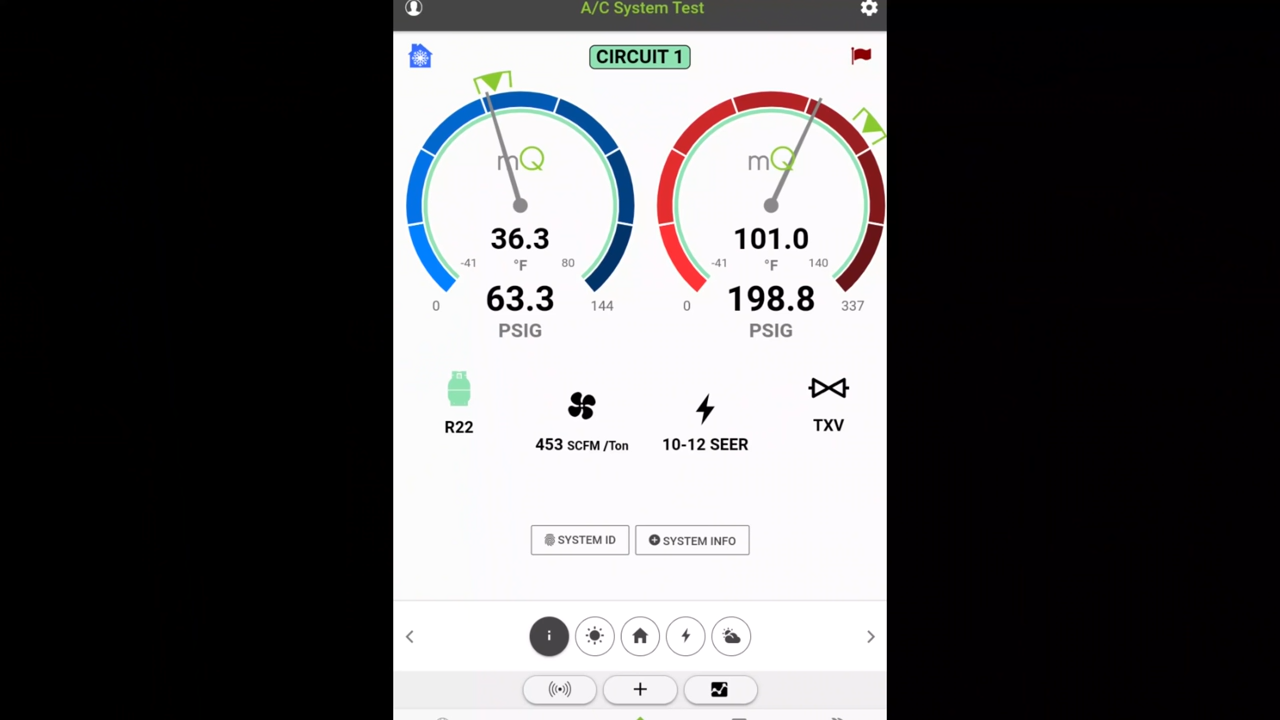 A/C System Test
CIRCUIT 1
mQ
mQ
36.3
101.0
-41 °F 80
-41 °F 140
63.3
198.8
0 144
0 337
PSIG
PSIG
R22
453 SCFM /Ton
10-12 SEER
TXV
SYSTEM ID
SYSTEM INFO